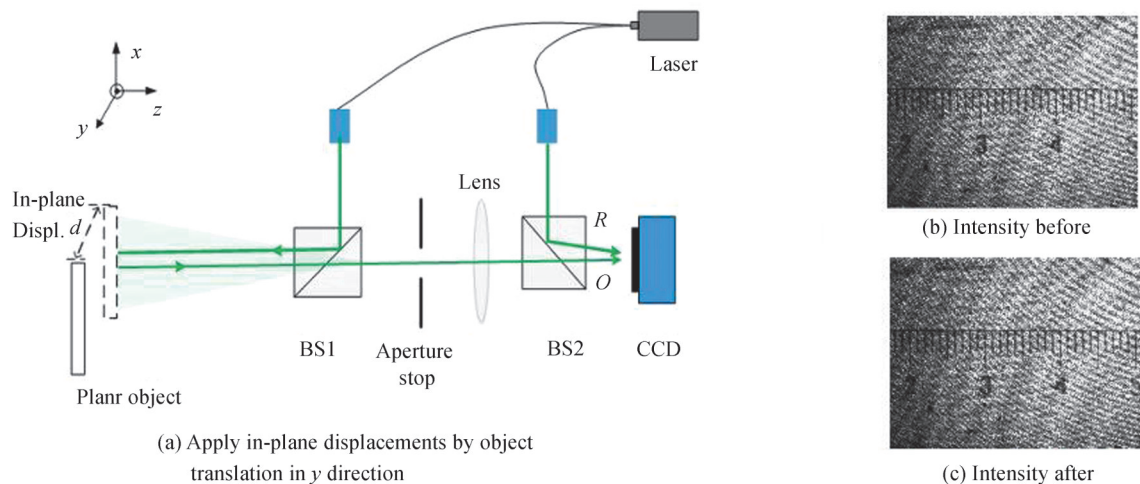 x
z
y
Laser
In-plane
Displ.
d
Lens
R
O
BS1
Aperture
stop
BS2
CCD
Planr object
(a) Apply in-plane displacements by object
translation in y direction
3
4
(b) Intensity before
3
4
(c) Intensity after